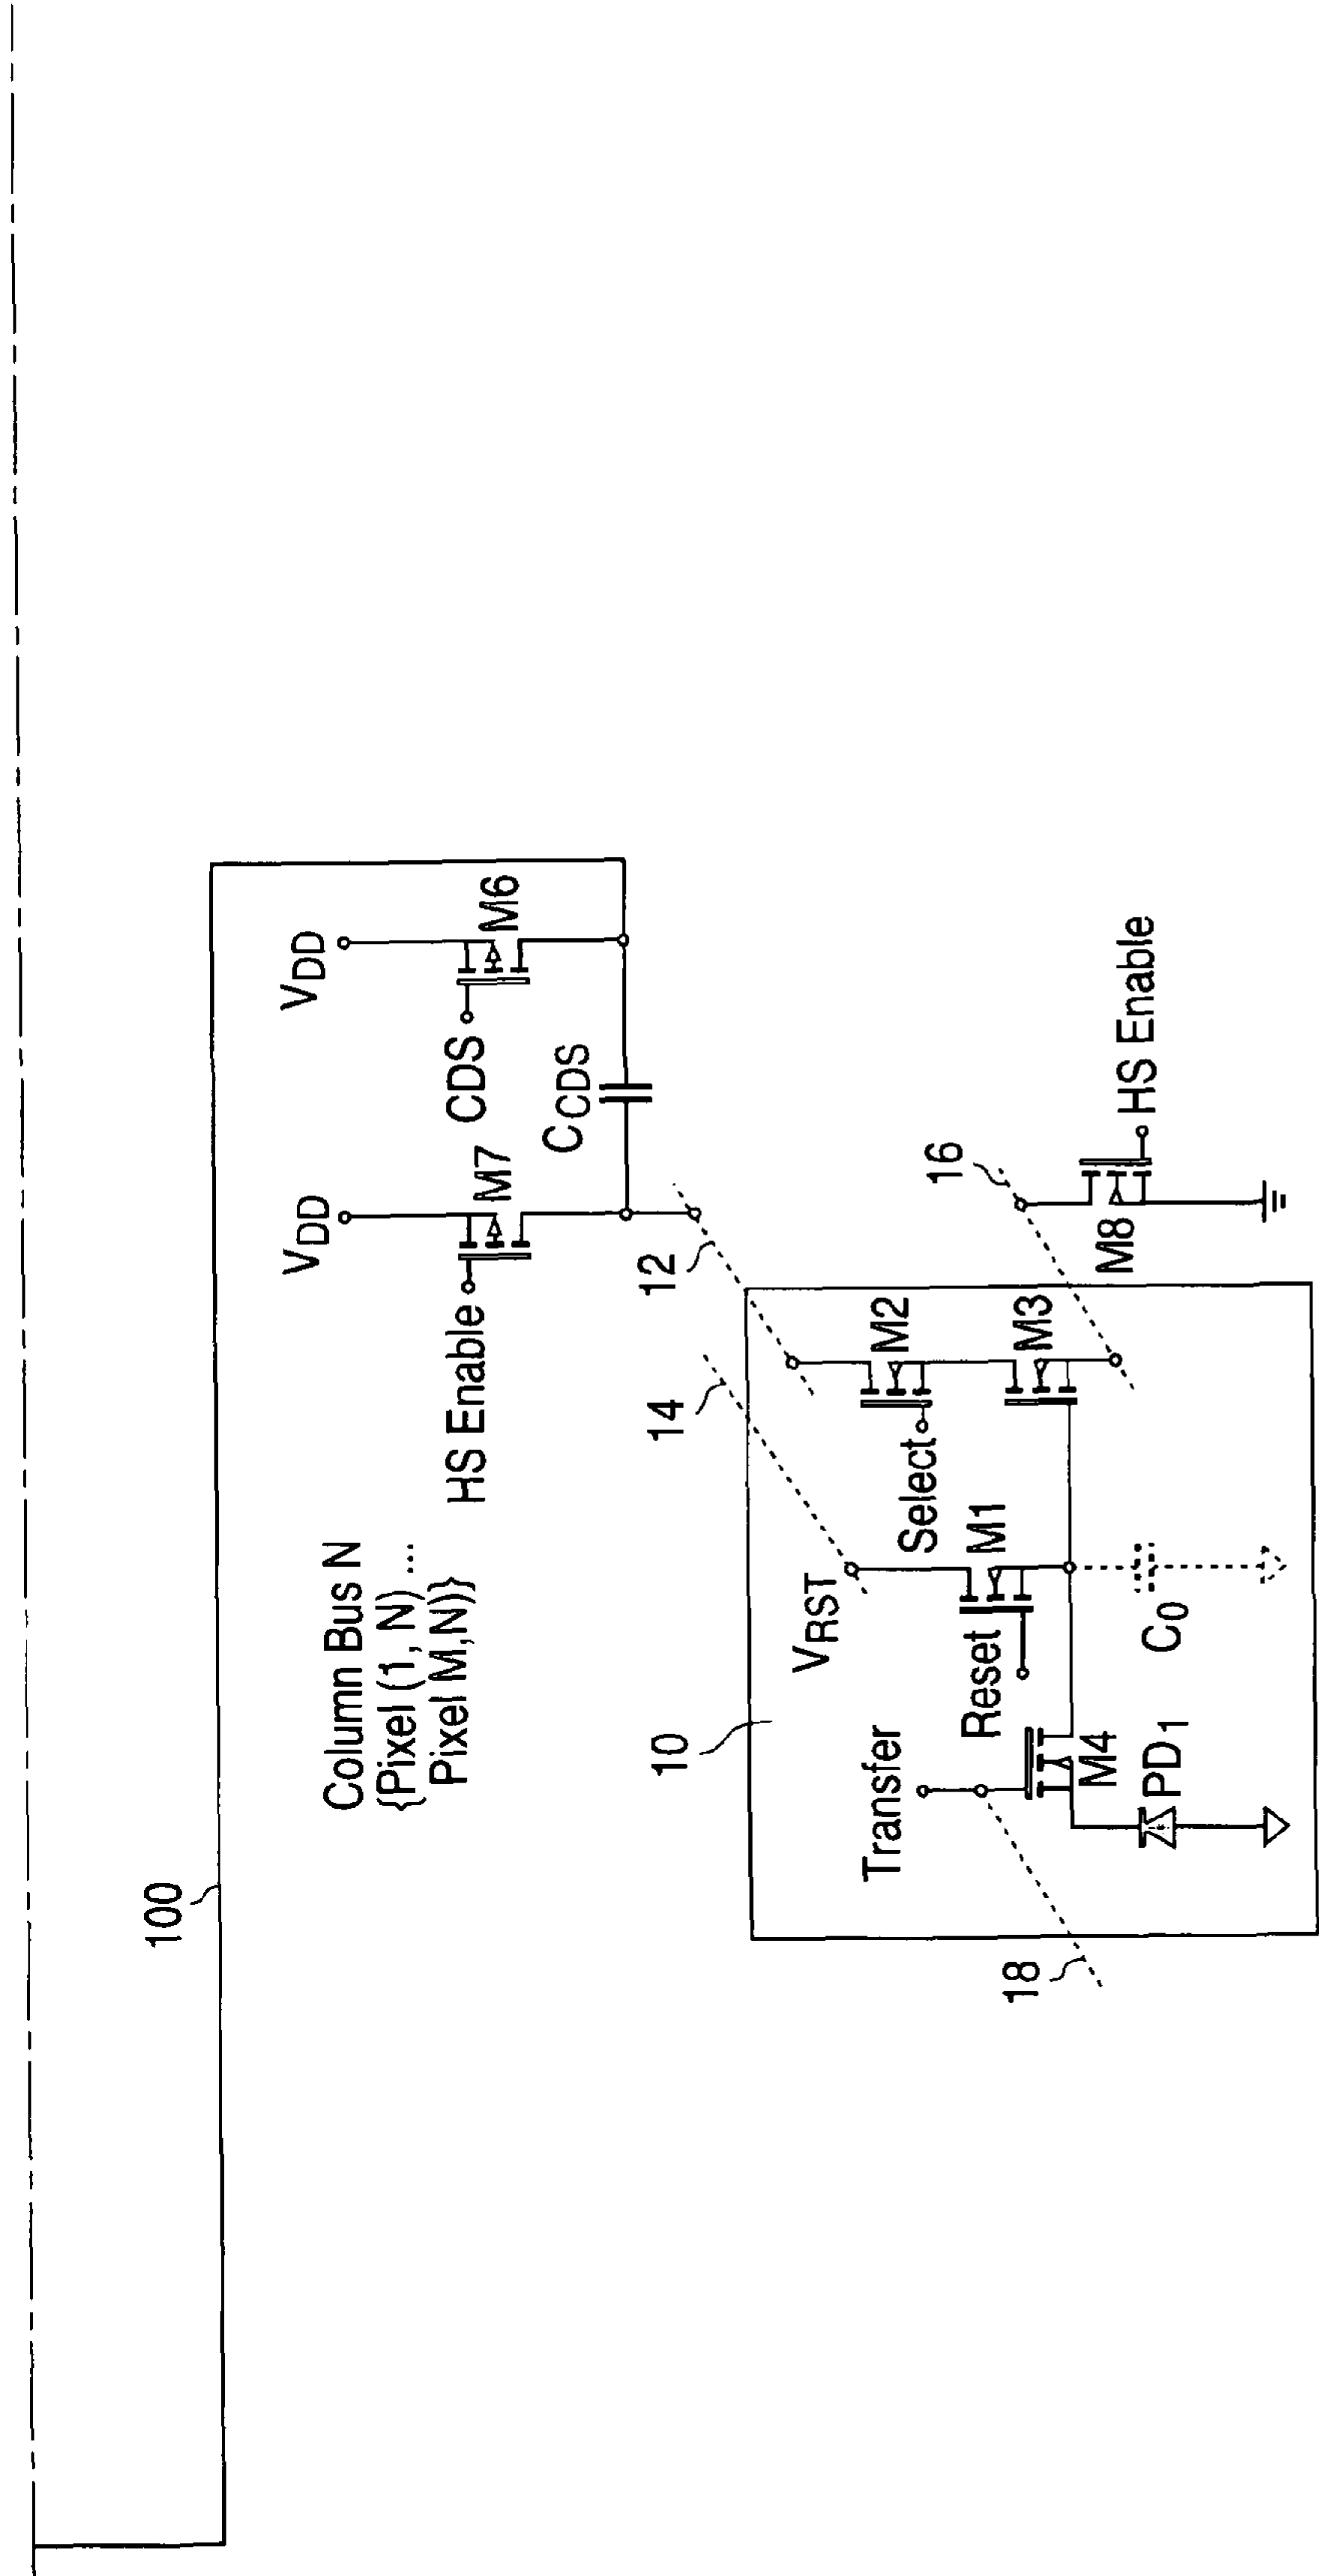 100
Column Bus N
{Pixel (1, N) ...
Pixel M,N)}
VDD
VDD
HS Enable
M7
CDS
M6
CCDS
10
14
12
Transfer
VRST
Select
M2
Reset
M1
M3
16
18
M4
PD1
C0
M8
HS Enable